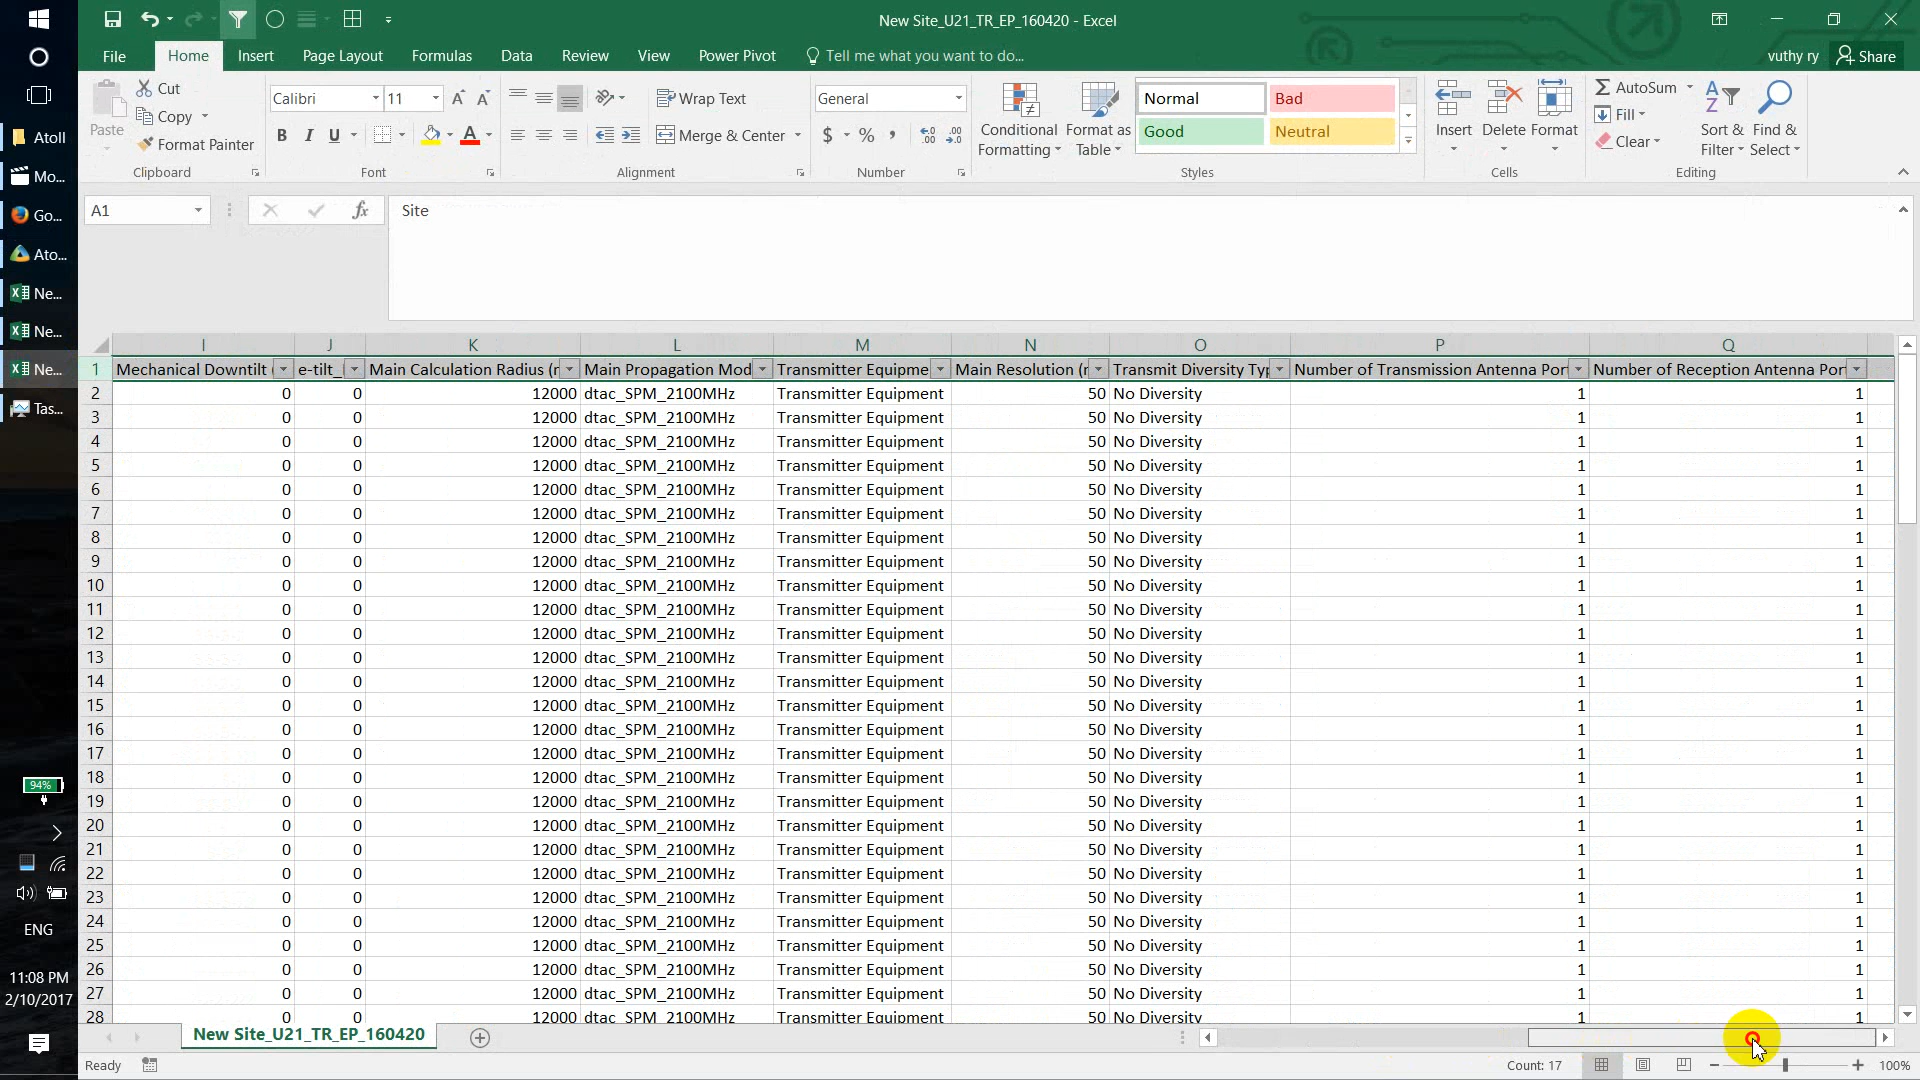 New Site_U21_TR_EP_160420 - Excel
File Home Insert Page Layout Formulas Data Review View Power Pivot Tell me what you want to do... vuthy ry Share
Paste Cut Copy Format Painter Clipboard
Calibri 11 B I U A Font
Wrap Text Merge & Center Alignment
General $ % , Number
Conditional Formatting Format as Table Normal Bad Good Neutral Styles
Insert Delete Format Cells
AutoSum Fill Clear Sort & Filter Find & Select Editing
A1 fx Site
I J K L M N O P Q
1 Mechanical Downtilt e-tilt_ Main Calculation Radius Main Propagation Mod Transmitter Equipme Main Resolution Transmit Diversity Typ Number of Transmission Antenna Por Number of Reception Antenna Por
2 0 0 12000 dtac_SPM_2100MHz Transmitter Equipment 50 No Diversity 1 1
3 0 0 12000 dtac_SPM_2100MHz Transmitter Equipment 50 No Diversity 1 1
4 0 0 12000 dtac_SPM_2100MHz Transmitter Equipment 50 No Diversity 1 1
5 0 0 12000 dtac_SPM_2100MHz Transmitter Equipment 50 No Diversity 1 1
6 0 0 12000 dtac_SPM_2100MHz Transmitter Equipment 50 No Diversity 1 1
7 0 0 12000 dtac_SPM_2100MHz Transmitter Equipment 50 No Diversity 1 1
8 0 0 12000 dtac_SPM_2100MHz Transmitter Equipment 50 No Diversity 1 1
9 0 0 12000 dtac_SPM_2100MHz Transmitter Equipment 50 No Diversity 1 1
10 0 0 12000 dtac_SPM_2100MHz Transmitter Equipment 50 No Diversity 1 1
11 0 0 12000 dtac_SPM_2100MHz Transmitter Equipment 50 No Diversity 1 1
12 0 0 12000 dtac_SPM_2100MHz Transmitter Equipment 50 No Diversity 1 1
13 0 0 12000 dtac_SPM_2100MHz Transmitter Equipment 50 No Diversity 1 1
14 0 0 12000 dtac_SPM_2100MHz Transmitter Equipment 50 No Diversity 1 1
15 0 0 12000 dtac_SPM_2100MHz Transmitter Equipment 50 No Diversity 1 1
16 0 0 12000 dtac_SPM_2100MHz Transmitter Equipment 50 No Diversity 1 1
17 0 0 12000 dtac_SPM_2100MHz Transmitter Equipment 50 No Diversity 1 1
18 0 0 12000 dtac_SPM_2100MHz Transmitter Equipment 50 No Diversity 1 1
19 0 0 12000 dtac_SPM_2100MHz Transmitter Equipment 50 No Diversity 1 1
20 0 0 12000 dtac_SPM_2100MHz Transmitter Equipment 50 No Diversity 1 1
21 0 0 12000 dtac_SPM_2100MHz Transmitter Equipment 50 No Diversity 1 1
22 0 0 12000 dtac_SPM_2100MHz Transmitter Equipment 50 No Diversity 1 1
23 0 0 12000 dtac_SPM_2100MHz Transmitter Equipment 50 No Diversity 1 1
24 0 0 12000 dtac_SPM_2100MHz Transmitter Equipment 50 No Diversity 1 1
25 0 0 12000 dtac_SPM_2100MHz Transmitter Equipment 50 No Diversity 1 1
26 0 0 12000 dtac_SPM_2100MHz Transmitter Equipment 50 No Diversity 1 1
27 0 0 12000 dtac_SPM_2100MHz Transmitter Equipment 50 No Diversity 1 1
28 0 0 12000 dtac_SPM_2100MHz Transmitter Equipment 50 No Diversity 1 1
New Site_U21_TR_EP_160420
Ready Count: 17 100%
Atoll
Mo...
Go...
Ato...
Ne...
Ne...
Ne...
Tas...
94%
ENG
11:08 PM
2/10/2017